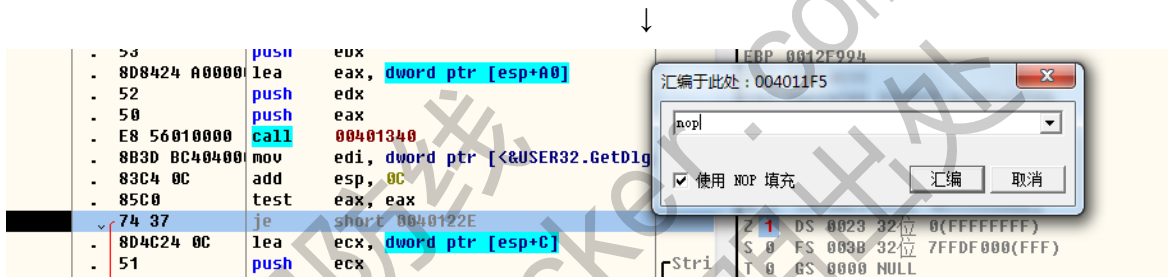 ↓
. 53 push ebx
. 8D8424 A0000 lea eax, dword ptr [esp+A0]
. 52 push edx
. 50 push eax
. E8 56010000 call 00401340
. 8B3D BC40400 mov edi, dword ptr [<&USER32.GetDlg
. 83C4 0C add esp, 0C
. 85C0 test eax, eax
. 74 37 je short 0040122E
. 8D4C24 0C lea ecx, dword ptr [esp+C]
. 51 push ecx
Stri
EBP 0012F994
汇编于此处:004011F5
nop
使用 NOP 填充
汇编
取消
Z 1 DS 0023 32位 0(FFFFFFFF)
S 0 FS 003B 32位 7FFDF000(FFF)
T 0 GS 0000 NULL